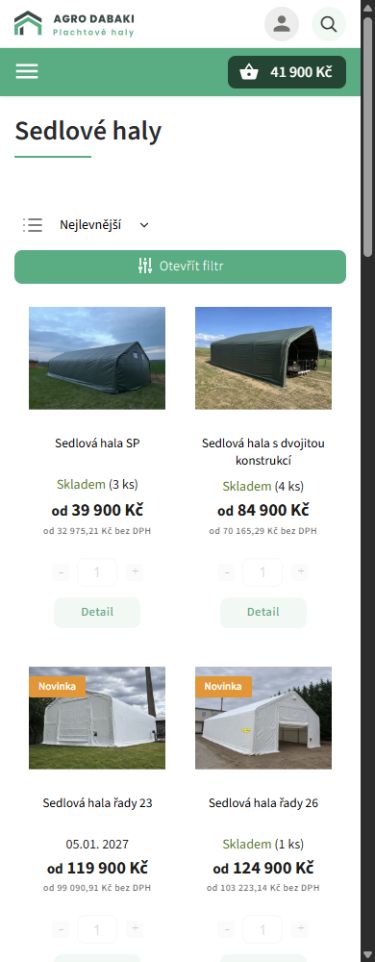 AGRO DABAKI
Plachtové haly
41 900 Kč
Sedlové haly
Nejlevnější
Otevřít filtr
Sedlová hala SP
Skladem (3 ks)
od 39 900 Kč
od 32 975,21 Kč bez DPH
- 1 +
Detail
Sedlová hala s dvojitou
konstrukcí
Skladem (4 ks)
od 84 900 Kč
od 70 165,29 Kč bez DPH
- 1 +
Detail
Novinka
Sedlová hala řady 23
05.01. 2027
od 119 900 Kč
od 99 090,91 Kč bez DPH
- 1 +
Novinka
Sedlová hala řady 26
Skladem (1 ks)
od 124 900 Kč
od 103 223,14 Kč bez DPH
- 1 +